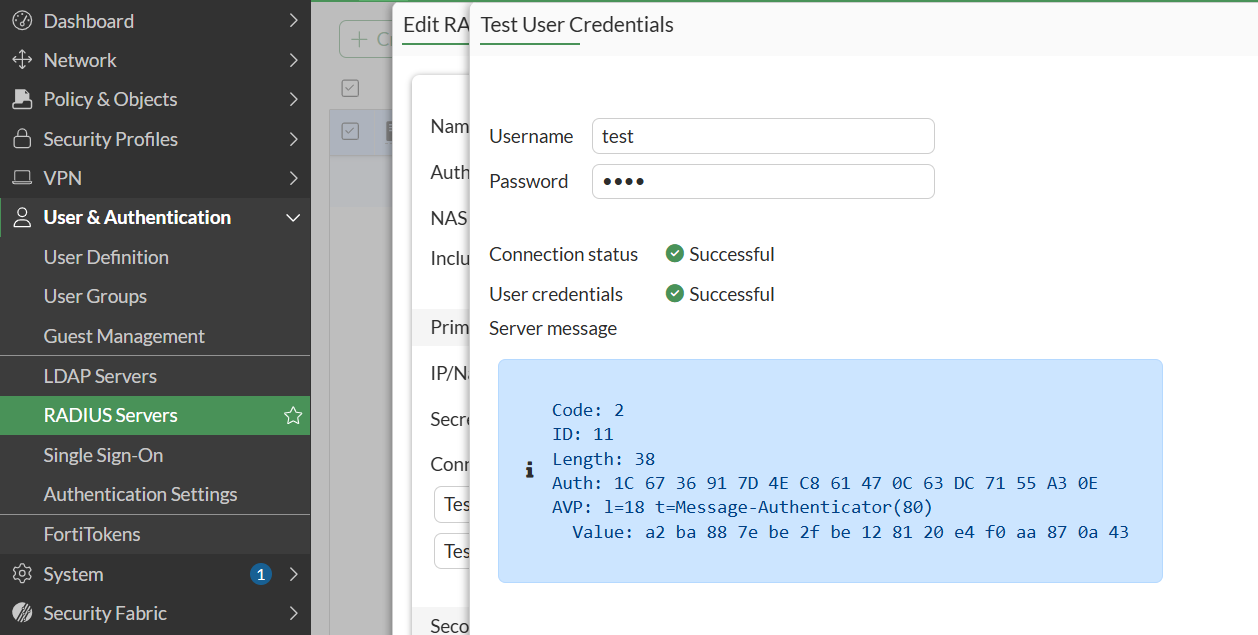 Dashboard
Network
Policy & Objects
Security Profiles
VPN
User & Authentication
User Definition
User Groups
Guest Management
LDAP Servers
RADIUS Servers
Single Sign-On
Authentication Settings
FortiTokens
System 1
Security Fabric
Edit RA
Nam
Auth
NAS
Inclu
Prim
IP/Na
Secre
Conn
Tes
Tes
Seco
Test User Credentials
Username test
Password ••••
Connection status Successful
User credentials Successful
Server message
Code: 2
ID: 11
Length: 38
Auth: 1C 67 36 91 7D 4E C8 61 47 0C 63 DC 71 55 A3 0E
AVP: l=18 t=Message-Authenticator(80)
Value: a2 ba 88 7e be 2f be 12 81 20 e4 f0 aa 87 0a 43